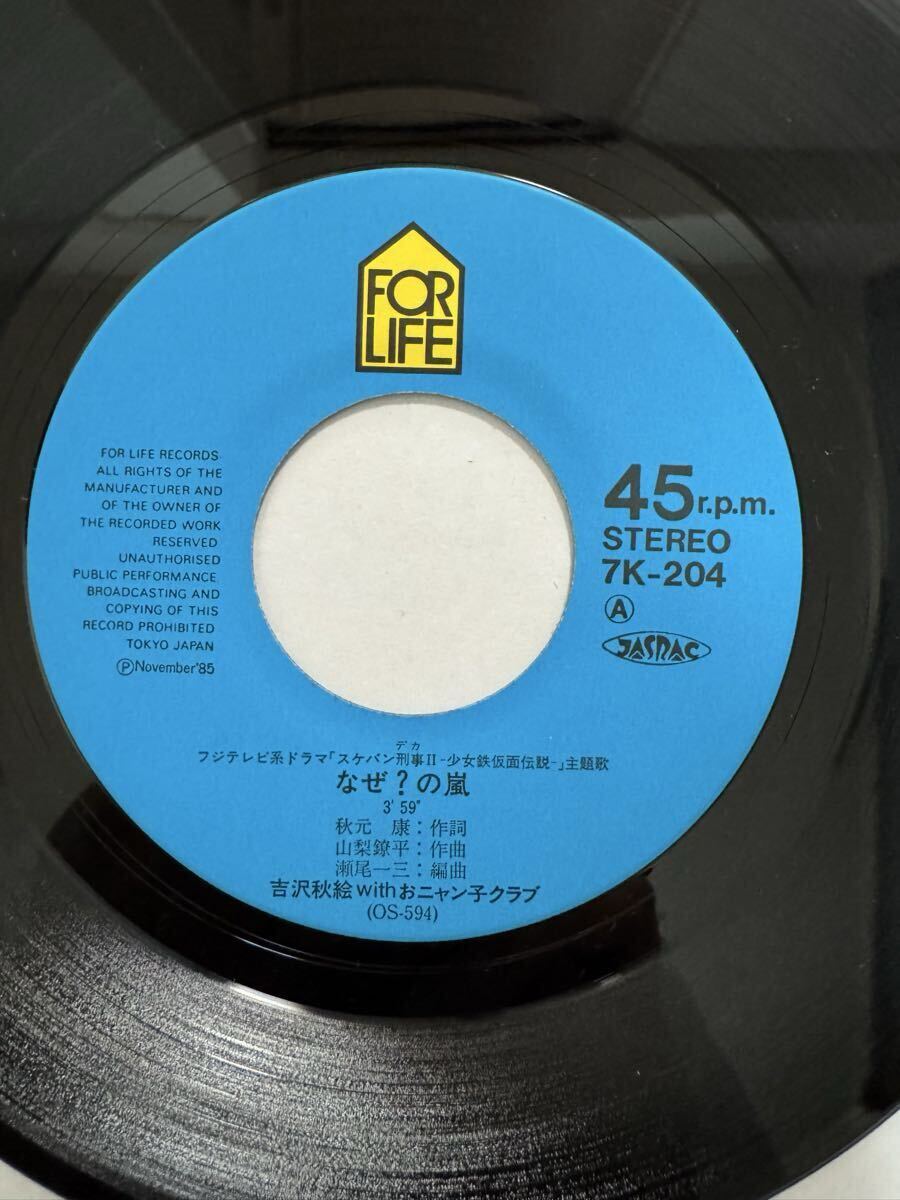 FOR
LIFE
FOR LIFE RECORDS
ALL RIGHTS OF THE
MANUFACTURER AND
OF THE OWNER OF
THE RECORDED WORK
RESERVED
UNAUTHORISED
PUBLIC PERFORMANCE,
BROADCASTING AND
COPYING OF THIS
RECORD PROHIBITED
TOKYO JAPAN
Ⓟ November'85
45 r.p.m.
STEREO
7K-204
Ⓐ
JASRAC
デカ
フジテレビ系ドラマ「スケバン刑事II-少女鉄仮面伝説-」主題歌
なぜ?の嵐
3' 59"
秋元 康:作詞
山梨鐐平:作曲
瀬尾一三:編曲
吉沢秋絵withおニャン子クラブ
(OS-594)